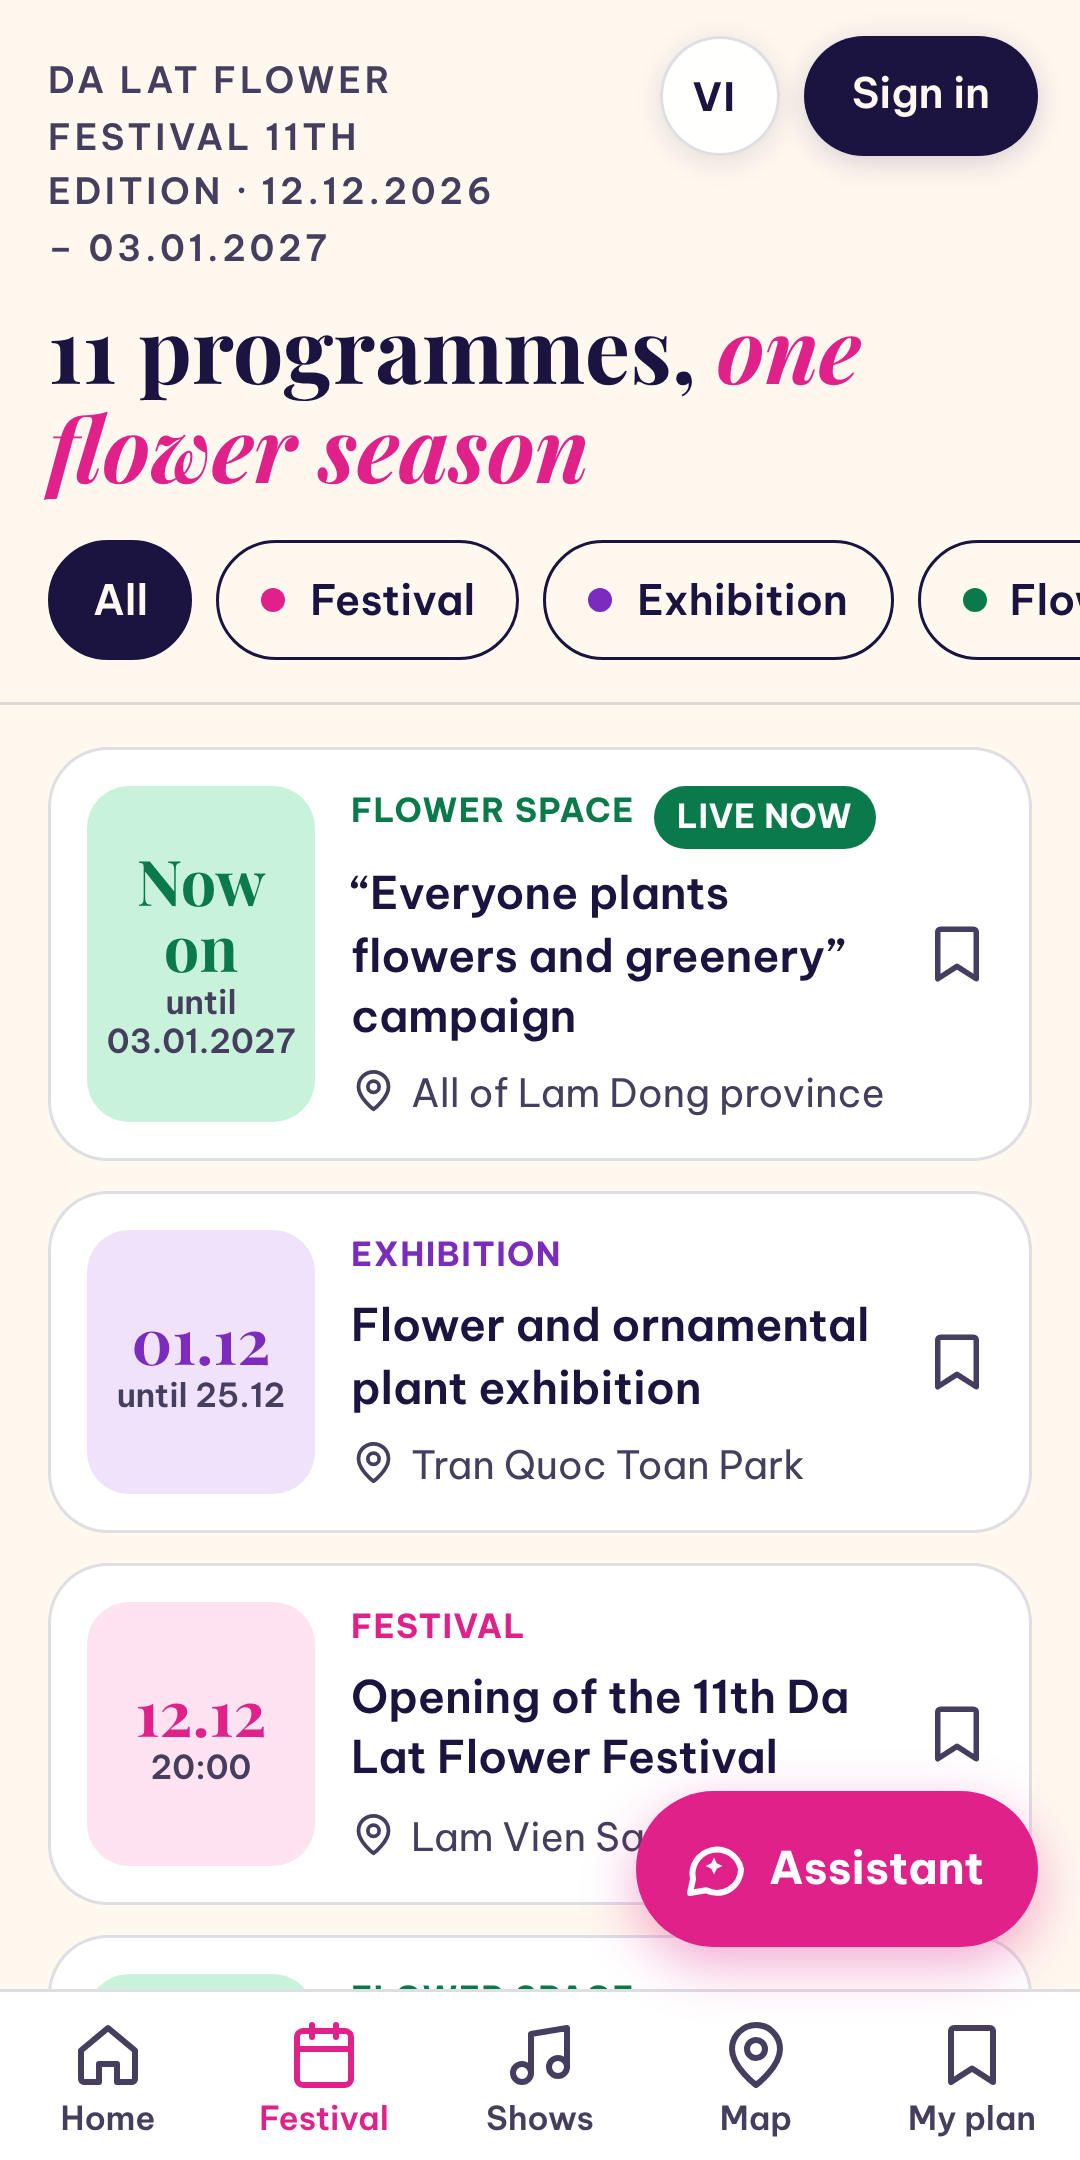 DA LAT FLOWER
FESTIVAL 11TH
EDITION · 12.12.2026
– 03.01.2027
VI
Sign in
11 programmes, one
flower season
All
Festival
Exhibition
FLOWER SPACE
LIVE NOW
Now
on
until
03.01.2027
“Everyone plants
flowers and greenery”
campaign
All of Lam Dong province
EXHIBITION
01.12
until 25.12
Flower and ornamental
plant exhibition
Tran Quoc Toan Park
FESTIVAL
12.12
20:00
Opening of the 11th Da
Lat Flower Festival
Lam Vien
Assistant
FLOWER SPACE
Home
Festival
Shows
Map
My plan